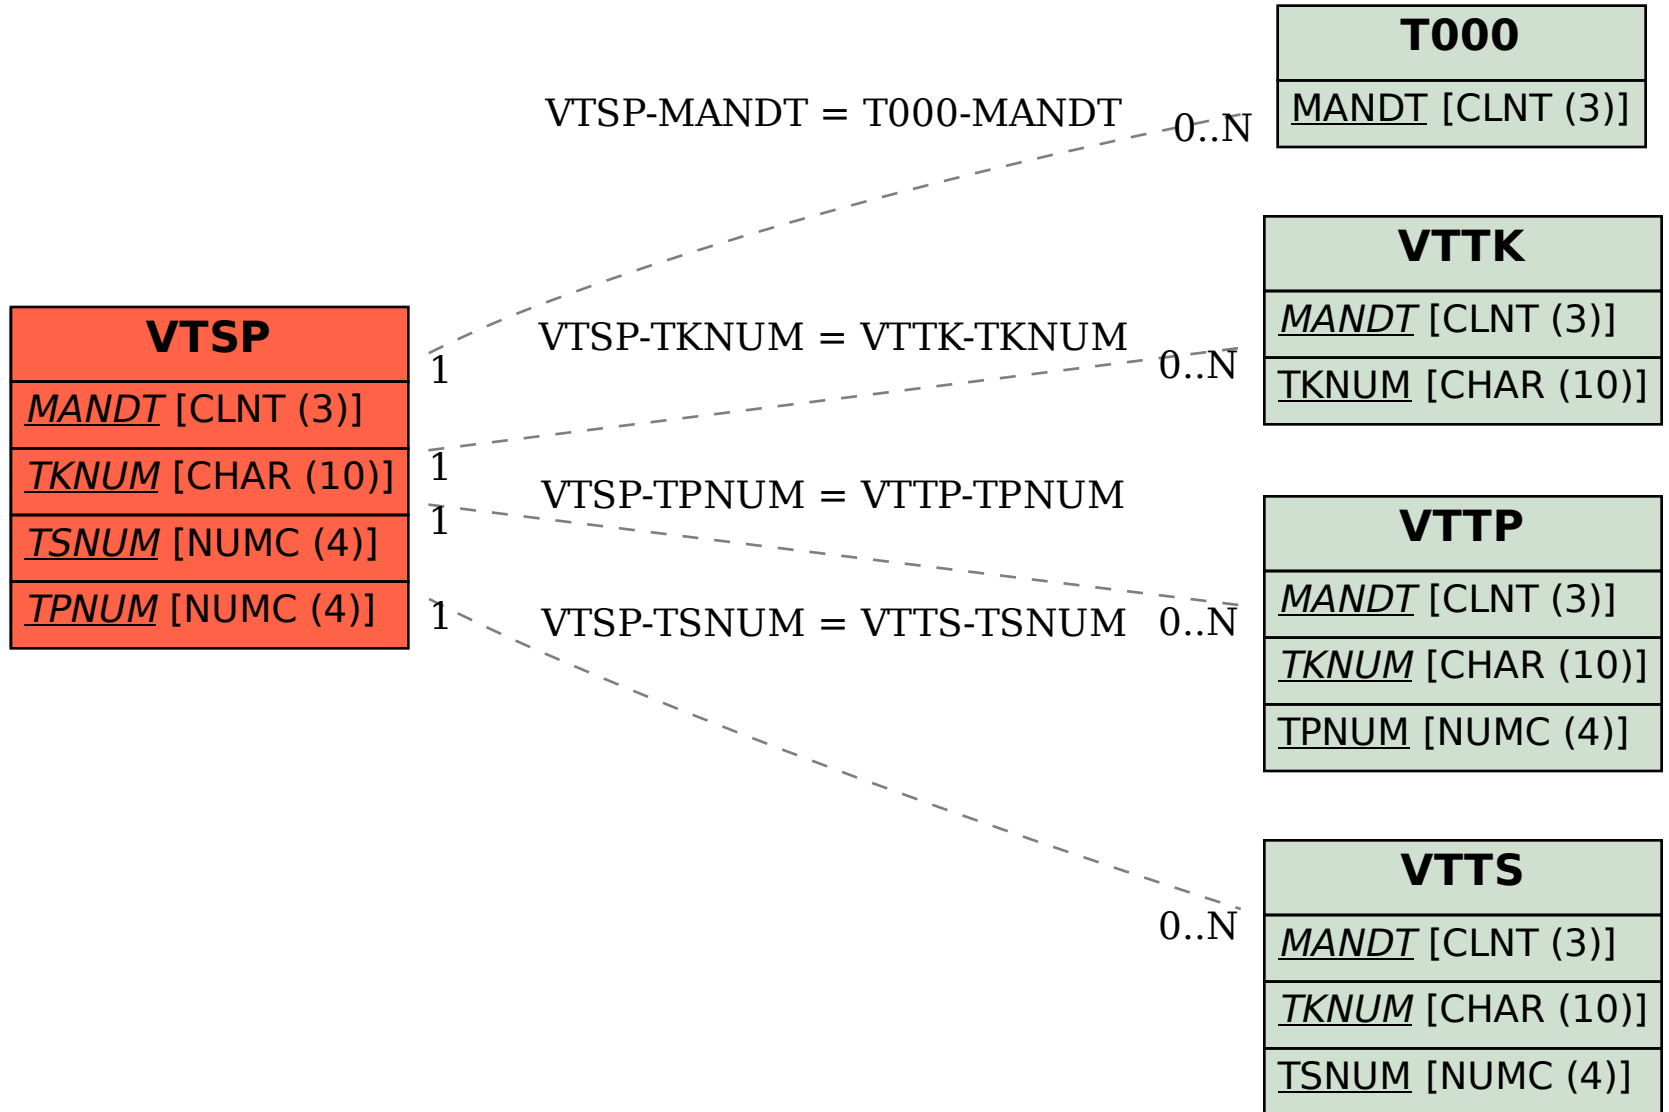 T000
MANDT [CLNT (3)]
VTSP-MANDT = T000-MANDT
0..N
1
VTTK
MANDT [CLNT (3)]
TKNUM [CHAR (10)]
VTSP-TKNUM = VTTK-TKNUM
0..N
1
VTSP
MANDT [CLNT (3)]
TKNUM [CHAR (10)]
TSNUM [NUMC (4)]
TPNUM [NUMC (4)]
VTSP-TPNUM = VTTP-TPNUM
1
0..N
VTTP
MANDT [CLNT (3)]
TKNUM [CHAR (10)]
TPNUM [NUMC (4)]
VTSP-TSNUM = VTTS-TSNUM
1
0..N
VTTS
MANDT [CLNT (3)]
TKNUM [CHAR (10)]
TSNUM [NUMC (4)]